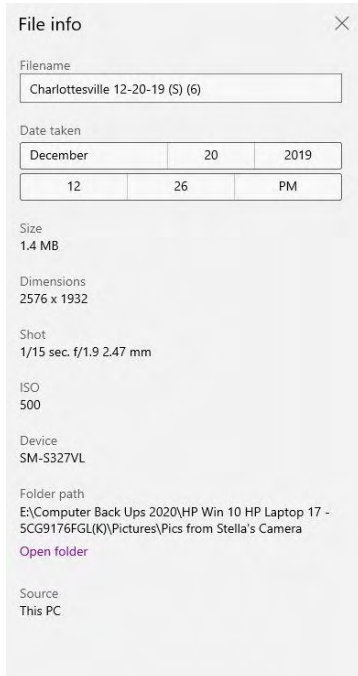 File info
Filename
Charlottesville 12-20-19 (S) (6)
Date taken
December 20 2019
12 26 PM
Size
1.4 MB
Dimensions
2576 x 1932
Shot
1/15 sec. f/1.9 2.47 mm
ISO
500
Device
SM-S327VL
Folder path
E:\Computer Back Ups 2020\HP Win 10 HP Laptop 17 -
5CG9176FGL(K)\Pictures\Pics from Stella's Camera
Open folder
Source
This PC